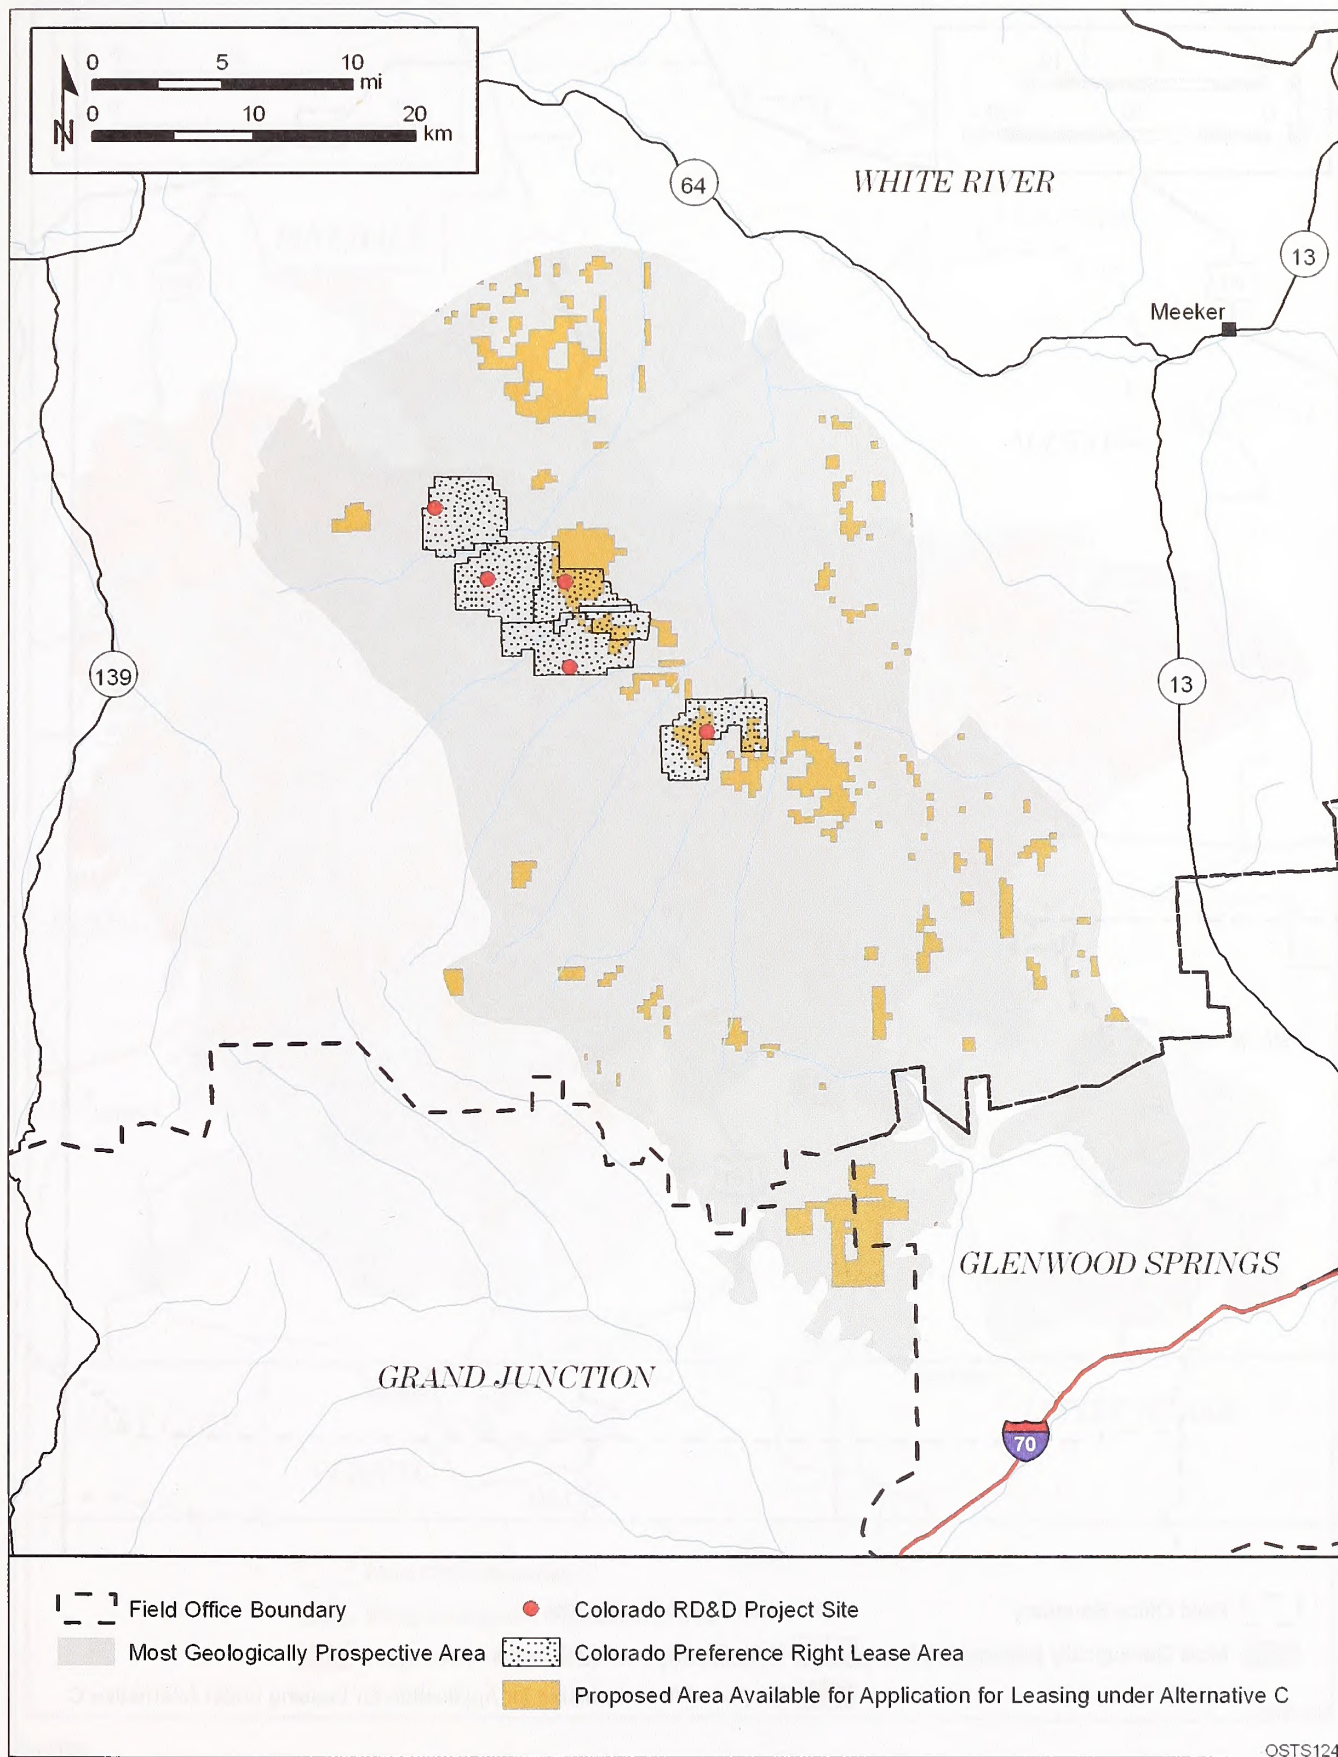 0 5 10
mi
0 10 20
km
N
64
WHITE RIVER
13
Meeker
139
13
GLENWOOD SPRINGS
GRAND JUNCTION
70
Field Office Boundary
Colorado RD&D Project Site
Most Geologically Prospective Area
Colorado Preference Right Lease Area
Proposed Area Available for Application for Leasing under Alternative C
OSTS124